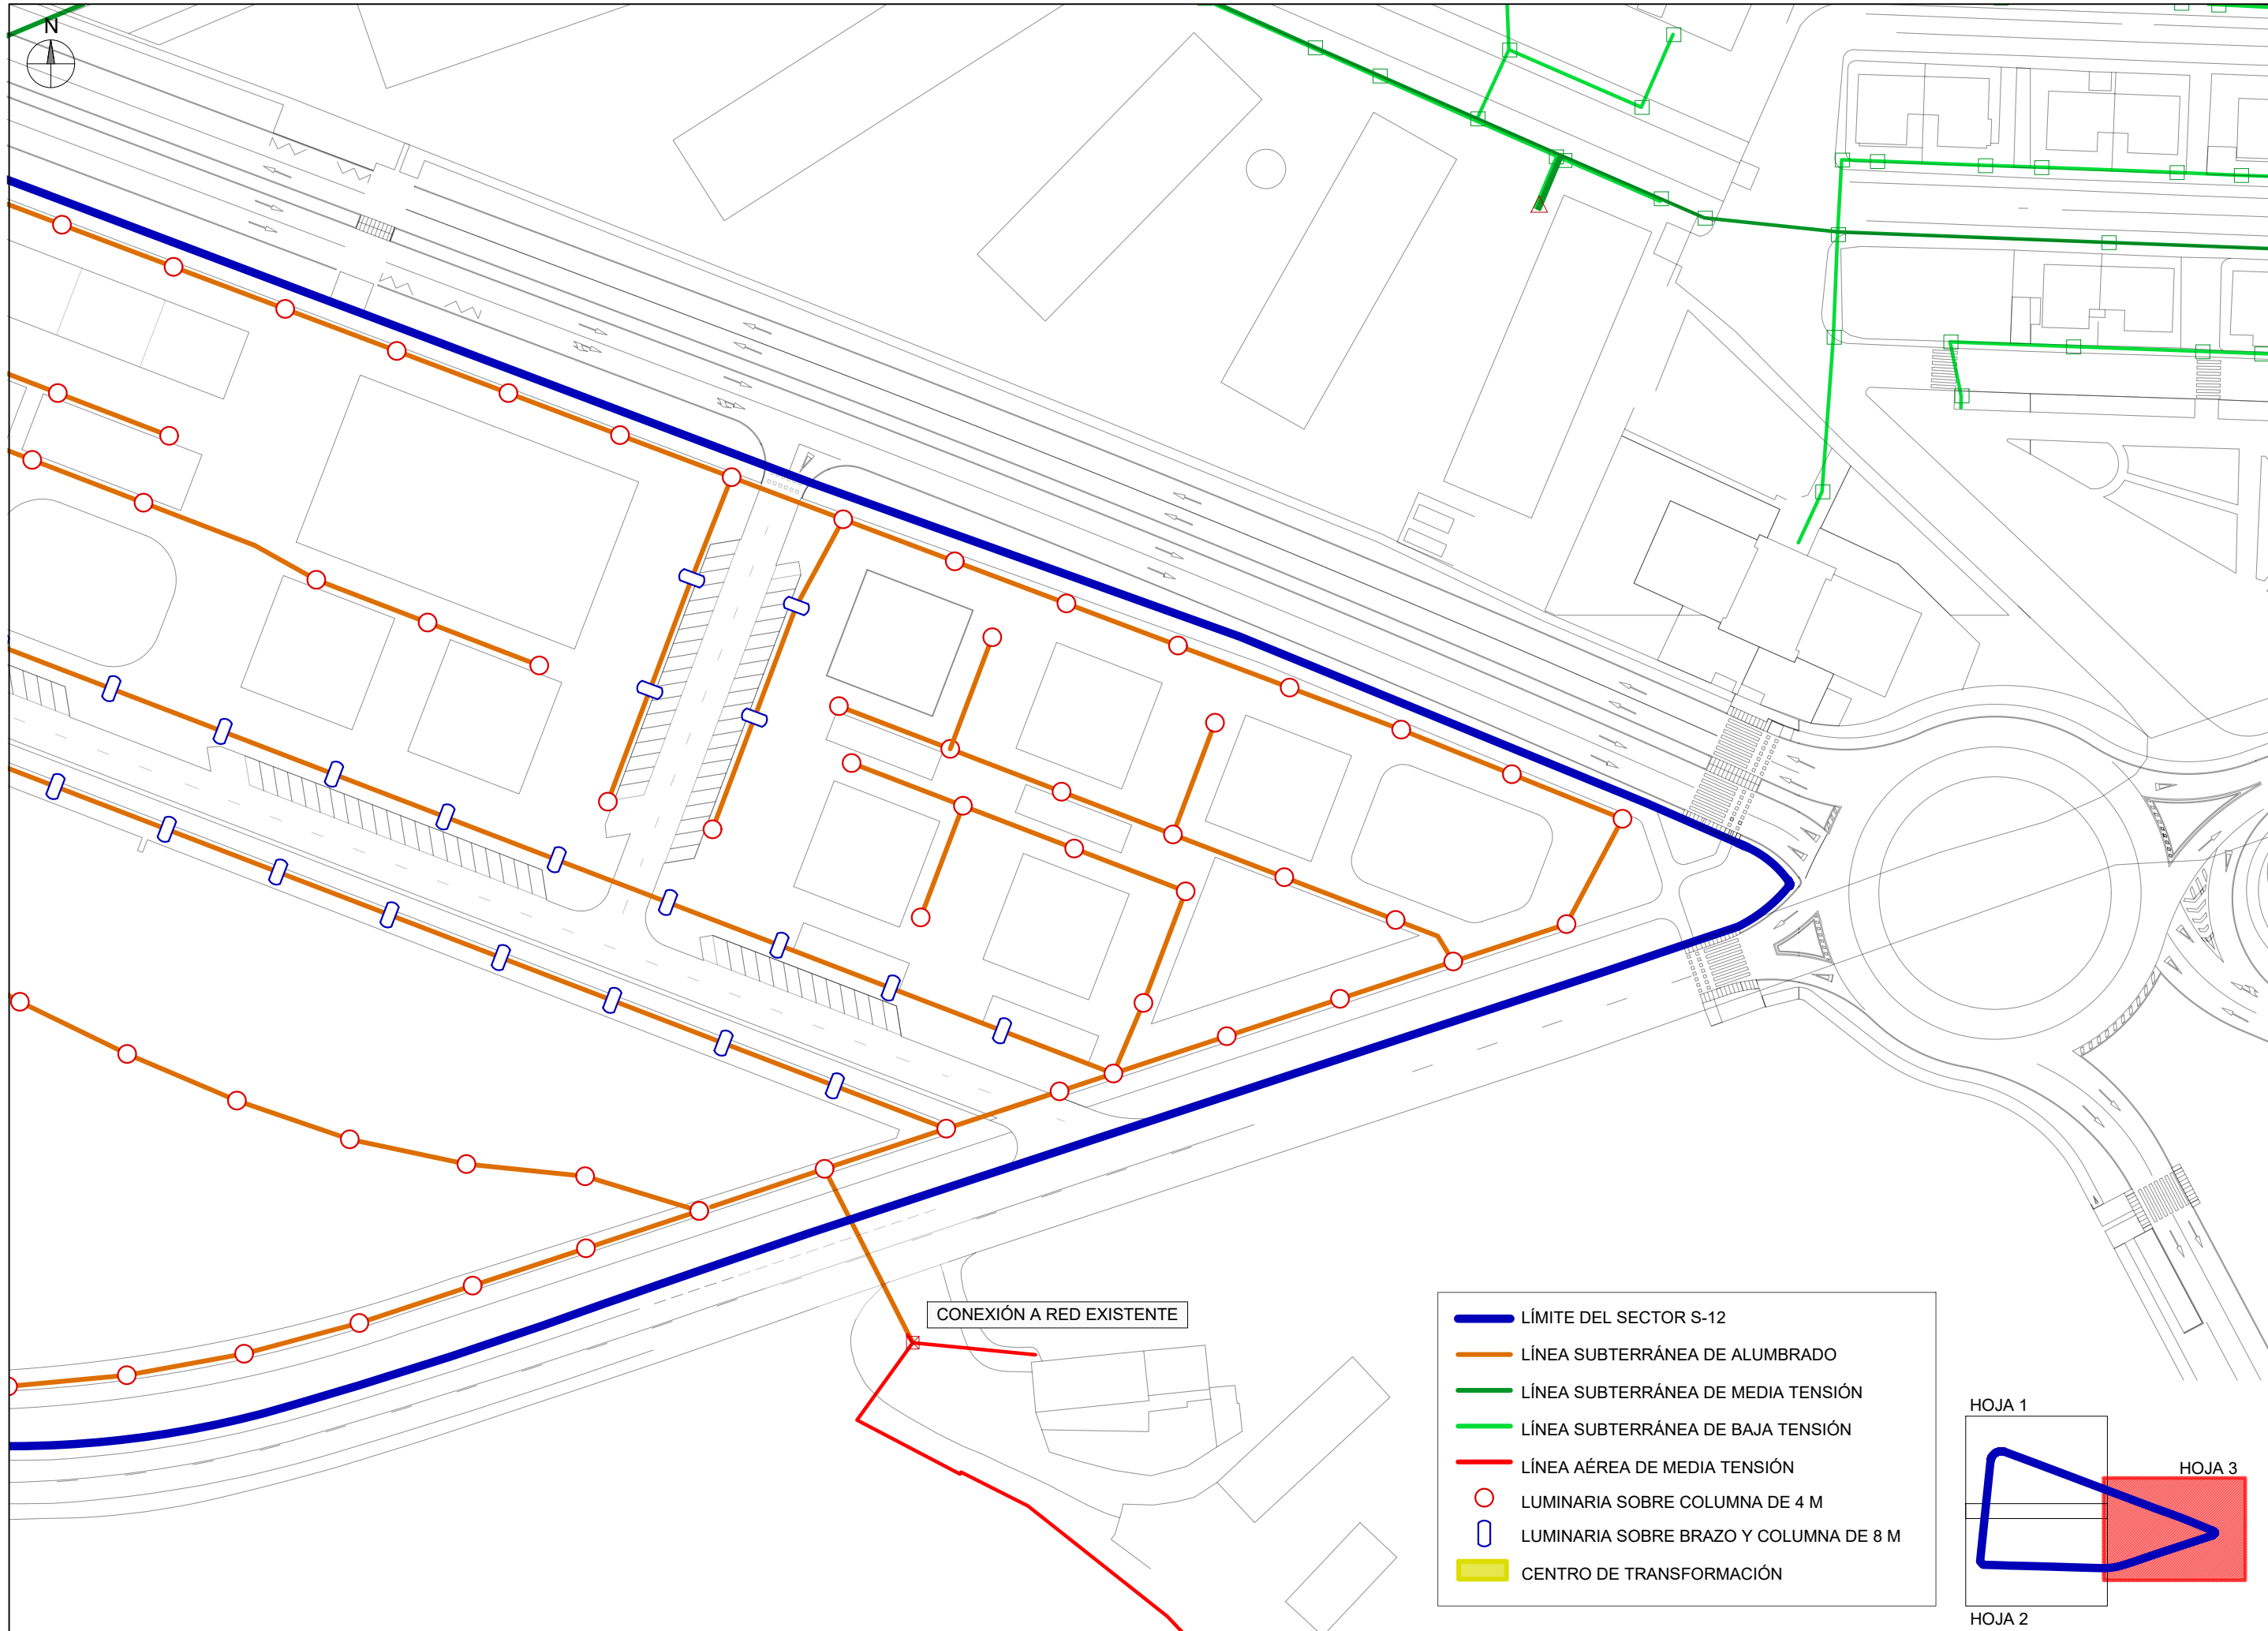 N
CONEXIÓN A RED EXISTENTE
LÍMITE DEL SECTOR S-12
LÍNEA SUBTERRÁNEA DE ALUMBRADO
LÍNEA SUBTERRÁNEA DE MEDIA TENSIÓN
LÍNEA SUBTERRÁNEA DE BAJA TENSIÓN
LÍNEA AÉREA DE MEDIA TENSIÓN
LUMINARIA SOBRE COLUMNA DE 4 M
LUMINARIA SOBRE BRAZO Y COLUMNA DE 8 M
CENTRO DE TRANSFORMACIÓN
HOJA 1
HOJA 3
HOJA 2